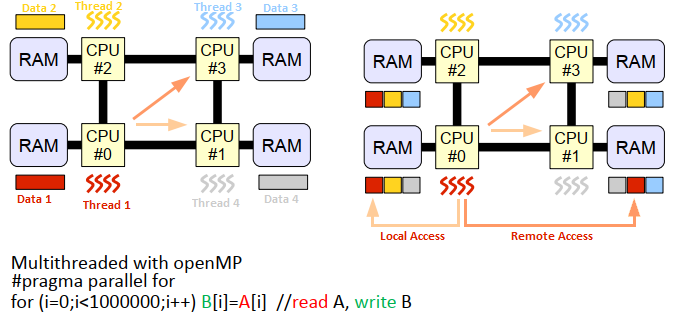 Data 2 Thread 2 Thread 3 Data 3
RAM CPU #2 CPU #3 RAM
RAM CPU #0 CPU #1 RAM
Data 1 Thread 1 Thread 4 Data 4
RAM CPU #2 CPU #3 RAM
RAM CPU #0 CPU #1 RAM
Local Access Remote Access
Multithreaded with openMP
#pragma parallel for
for (i=0;i<1000000;i++) B[i]=A[i] //read A, write B